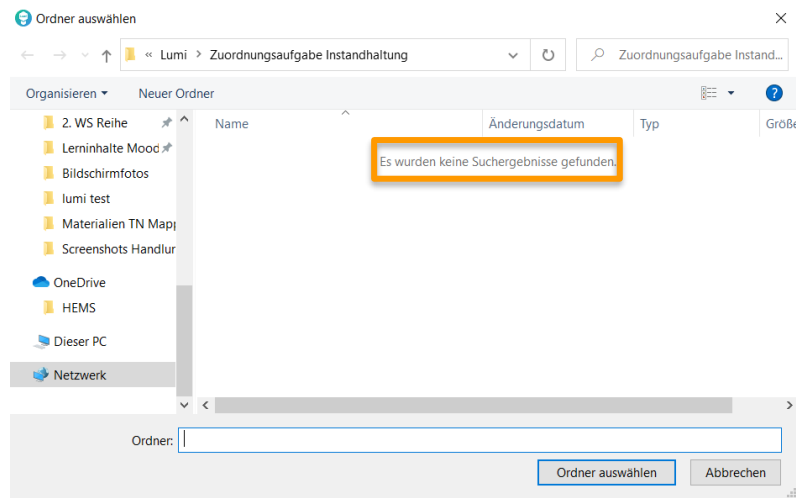 Ordner auswählen
« Lumi > Zuordnungsaufgabe Instandhaltung
Zuordnungsaufgabe Instand...
Organisieren
Neuer Ordner
?
2. WS Reihe
Lerninhalte Mood
Bildschirmfotos
lumi test
Materialien TN Mapp
Screenshots Handlur
OneDrive
HEMS
Dieser PC
Netzwerk
Name
Änderungsdatum
Typ
Größe
Es wurden keine Suchergebnisse gefunden.
Ordner:
Ordner auswählen
Abbrechen